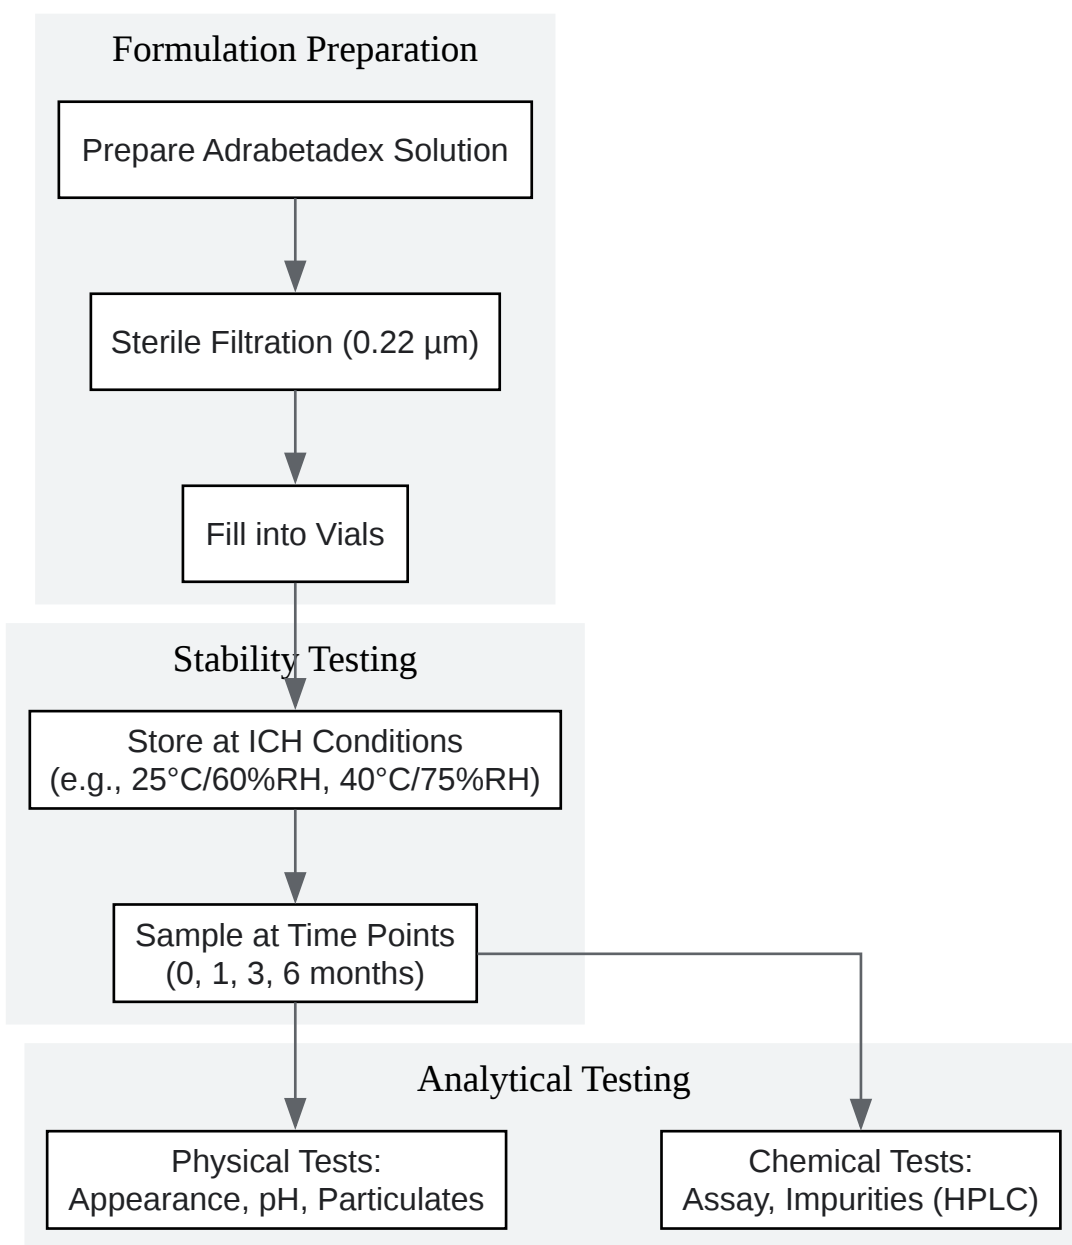 Formulation Preparation
Prepare Adrabetadex Solution
Sterile Filtration (0.22 µm)
Fill into Vials
Stability Testing
Store at ICH Conditions
(e.g., 25°C/60%RH, 40°C/75%RH)
Sample at Time Points
(0, 1, 3, 6 months)
Analytical Testing
Physical Tests:
Appearance, pH, Particulates
Chemical Tests:
Assay, Impurities (HPLC)